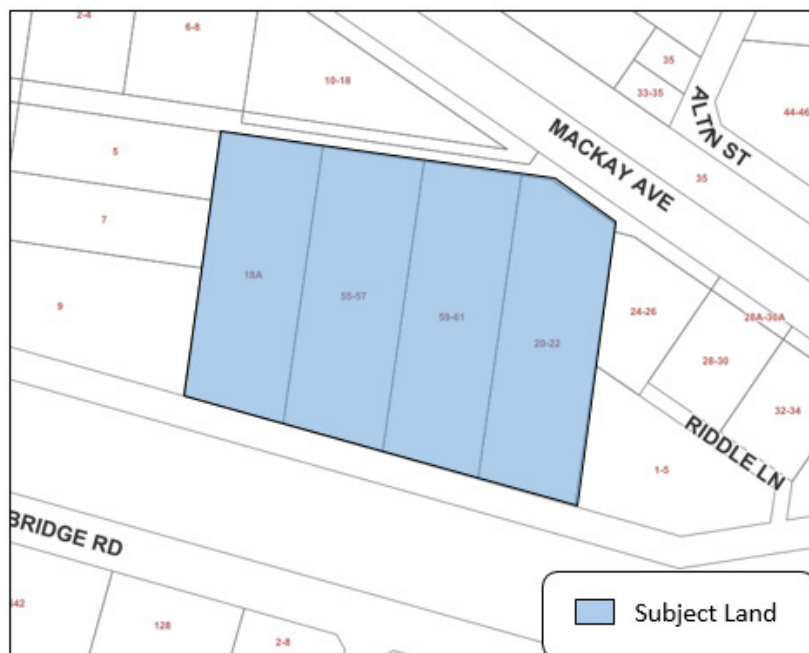 2-4
6-8
10-18
35
33-35
ALTIN ST
44-46
MACKAY AVE
35
5
7
9
18A
55-57
59-61
20-22
24-26
28A-30A
28-30
32-34
RIDDLE LN
1-5
BRIDGE RD
128
2-8
Subject Land